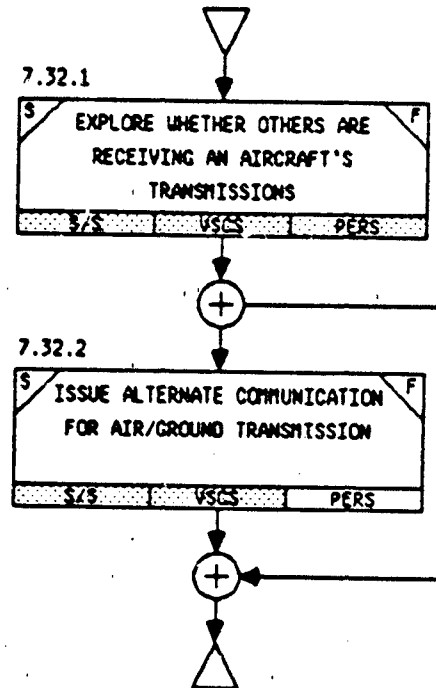 7.32.1
S F
EXPLORE WHETHER OTHERS ARE
RECEIVING AN AIRCRAFT'S
TRANSMISSIONS
S/S VSCS PERS
+
7.32.2
S F
ISSUE ALTERNATE COMMUNICATION
FOR AIR/GROUND TRANSMISSION
S/S VSCS PERS
+